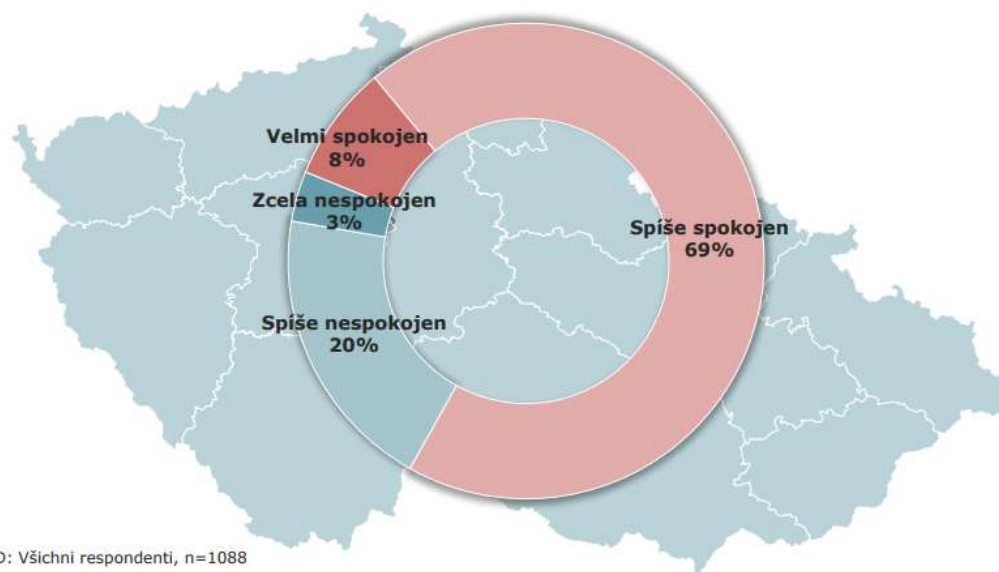 Velmi spokojen
8%
Zcela nespokojen
3%
Spíše spokojen
69%
Spíše nespokojen
20%
Všichni respondenti, n=1088